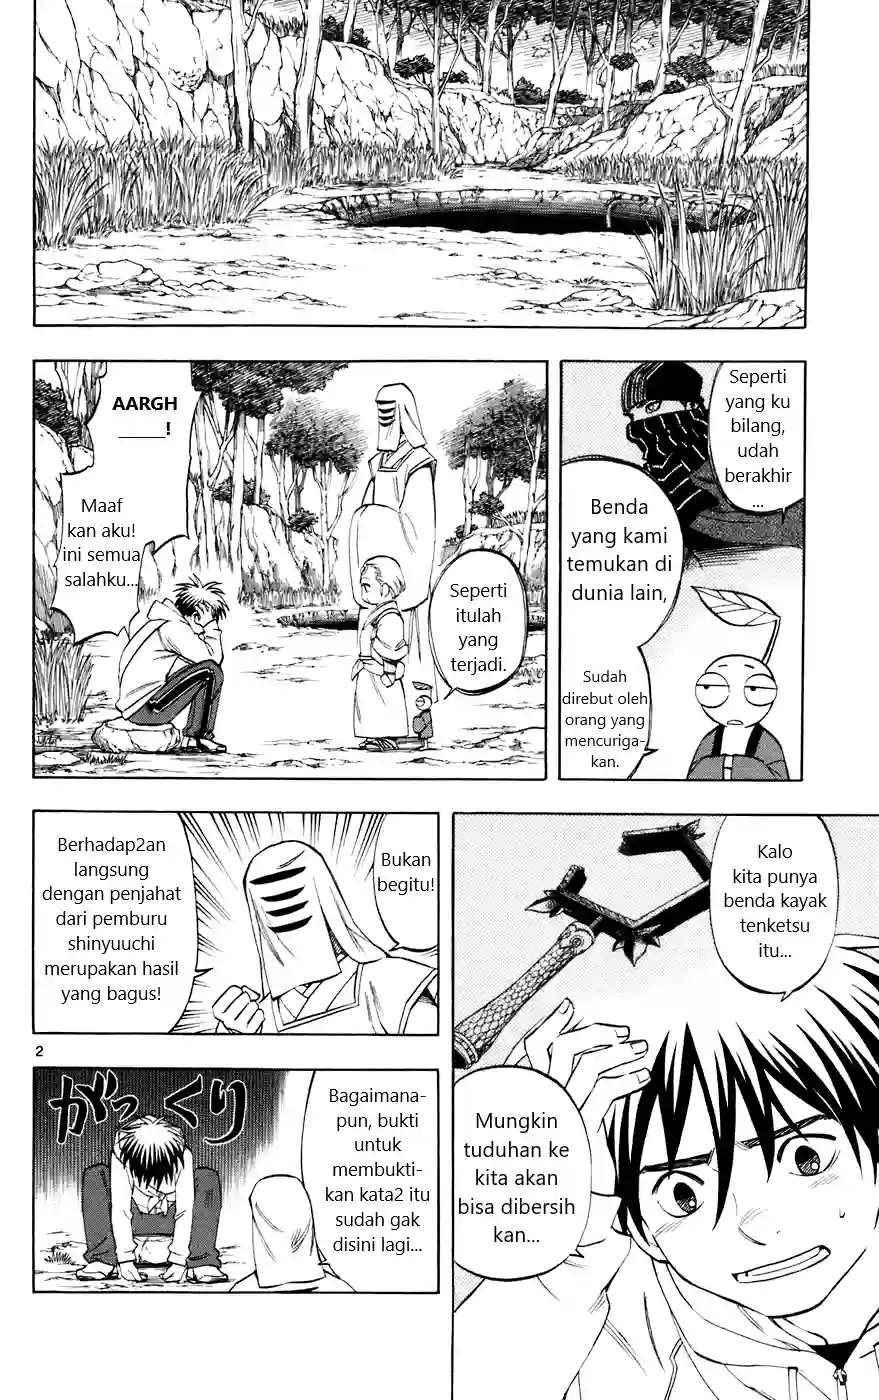 Seperti
yang ku
bilang,
udah
berakhir
...
Benda
yang kami
temukan di
dunia lain,
Sudah
direbut oleh
orang yang
mencuriga-
kan.
Seperti
itulah
yang
terjadi.
AARGH
_____!
Maaf
kan aku!
ini semua
salahku...
Kalo
kita punya
benda kayak
tenketsu
itu...
Mungkin
tuduhan ke
kita akan
bisa dibersih
kan...
Bukan
begitu!
Berhadap2an
langsung
dengan penjahat
dari pemburu
shinyuuchi
merupakan hasil
yang bagus!
2
Bagaimana-
pun, bukti
untuk
membukti-
kan kata2 itu
sudah gak
disini lagi...
がっくり